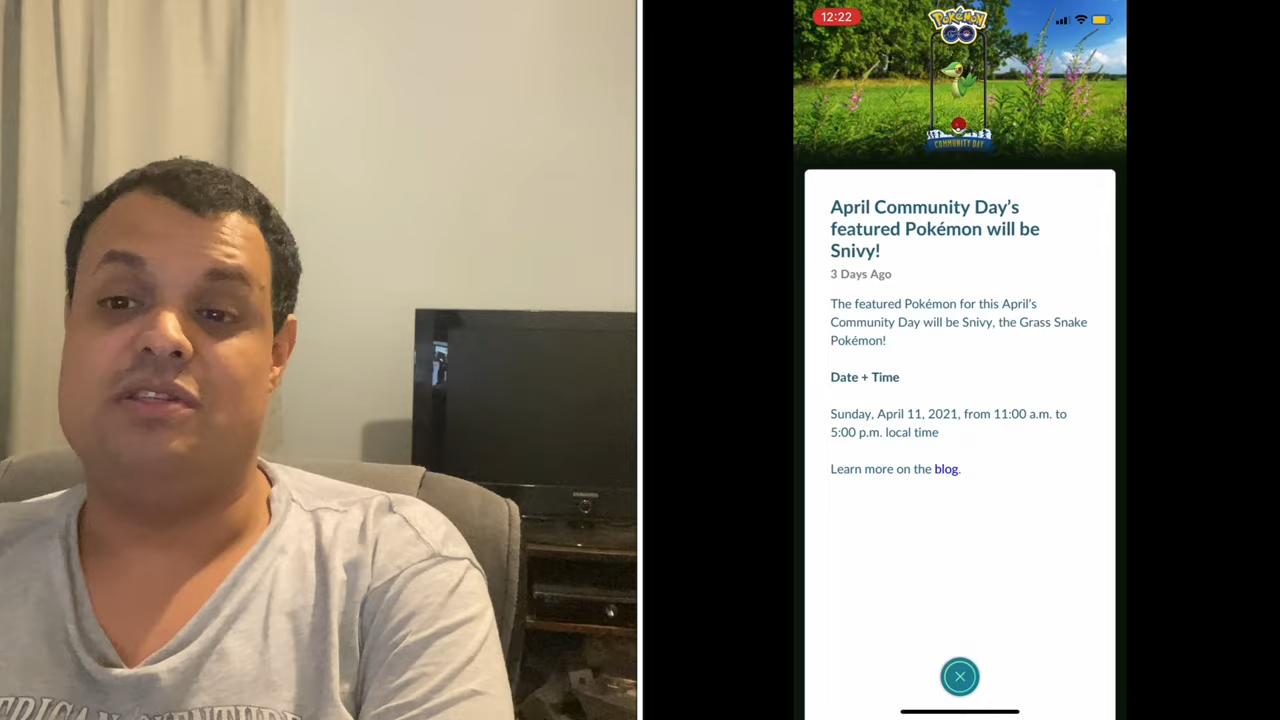 12:22
POKÉMON
GO
COMMUNITY DAY
April Community Day's
featured Pokémon will be
Snivy!
3 Days Ago
The featured Pokémon for this April's
Community Day will be Snivy, the Grass Snake
Pokémon!
Date + Time
Sunday, April 11, 2021, from 11:00 a.m. to
5:00 p.m. local time
Learn more on the blog.